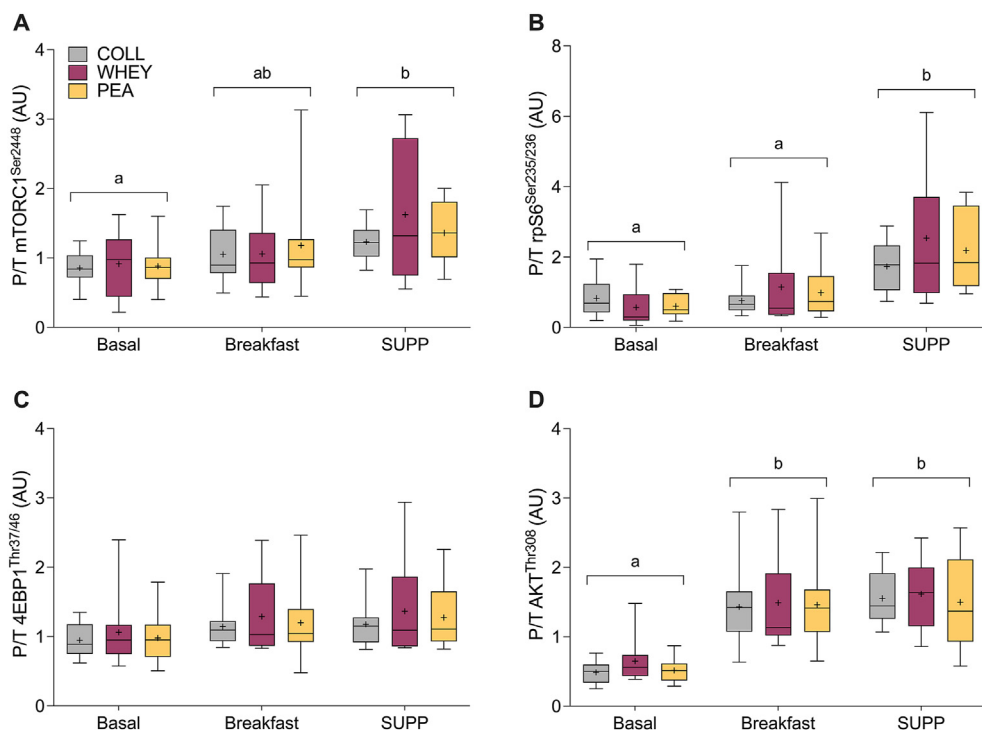 A
P/T mTORC1Ser2448 (AU)
4
3
2
1
0
COLL
WHEY
PEA
a
ab
b
Basal
Breakfast
SUPP
B
P/T rpS6Ser235/236 (AU)
8
6
4
2
0
a
a
b
Basal
Breakfast
SUPP
C
P/T 4EBP1Thr37/46 (AU)
4
3
2
1
0
Basal
Breakfast
SUPP
D
P/T AKTThr308 (AU)
4
3
2
1
0
a
b
b
Basal
Breakfast
SUPP